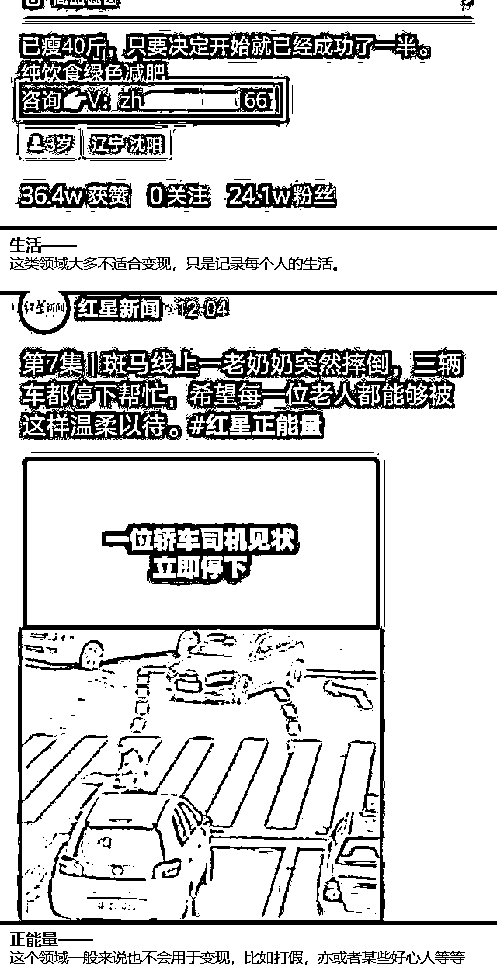 已瘦40斤，只要决定开始就已经成功了一半。
纯饮食绿色减肥
咨询👉V：zh 66
3岁 辽宁·沈阳
36.4w获赞 0关注 24.1w粉丝
生活——
这类领域大多不适合变现，只是记录每个人的生活。
红星新闻
红星新闻 12-04
第7集 | 斑马线上一老奶奶突然摔倒，三辆
车都停下帮忙，希望每一位老人都能够被
这样温柔以待。#红星正能量
一位轿车司机见状
立即停下
正能量——
这个领域一般来说也不会用于变现，比如打假，亦或者某些好心人等等